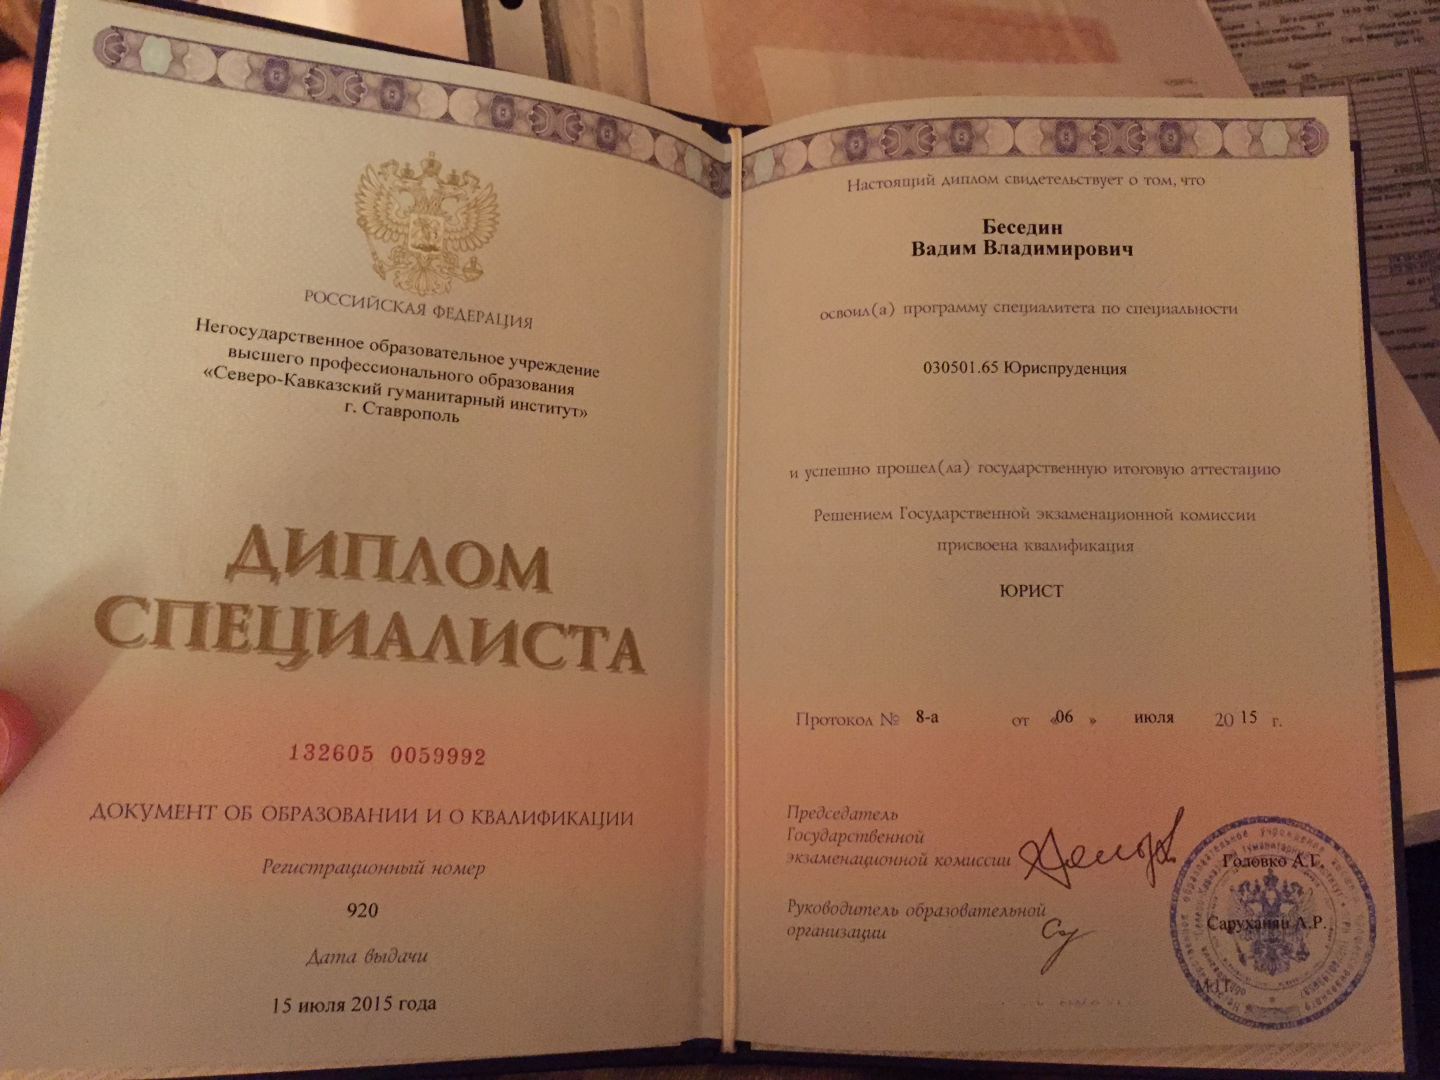 РОССИЙСКАЯ ФЕДЕРАЦИЯ
Негосударственное образовательное учреждение
высшего профессионального образования
«Северо-Кавказский гуманитарный институт»
г. Ставрополь
ДИПЛОМ
СПЕЦИАЛИСТА
132605 0059992
ДОКУМЕНТ ОБ ОБРАЗОВАНИИ И О КВАЛИФИКАЦИИ
Регистрационный номер
920
Дата выдачи
15 июля 2015 года
Настоящий диплом свидетельствует о том, что
Беседин
Вадим Владимирович
освоил(а) программу специалитета по специальности
030501.65 Юриспруденция
и успешно прошел(ла) государственную итоговую аттестацию
Решением Государственной экзаменационной комиссии
присвоена квалификация
ЮРИСТ
Протокол № 8-а от «06» июля 2015 г.
Председатель
Государственной
экзаменационной комиссии
Головко А.Г.
Руководитель образовательной
организации
Саруханян А.Р.
М.П.